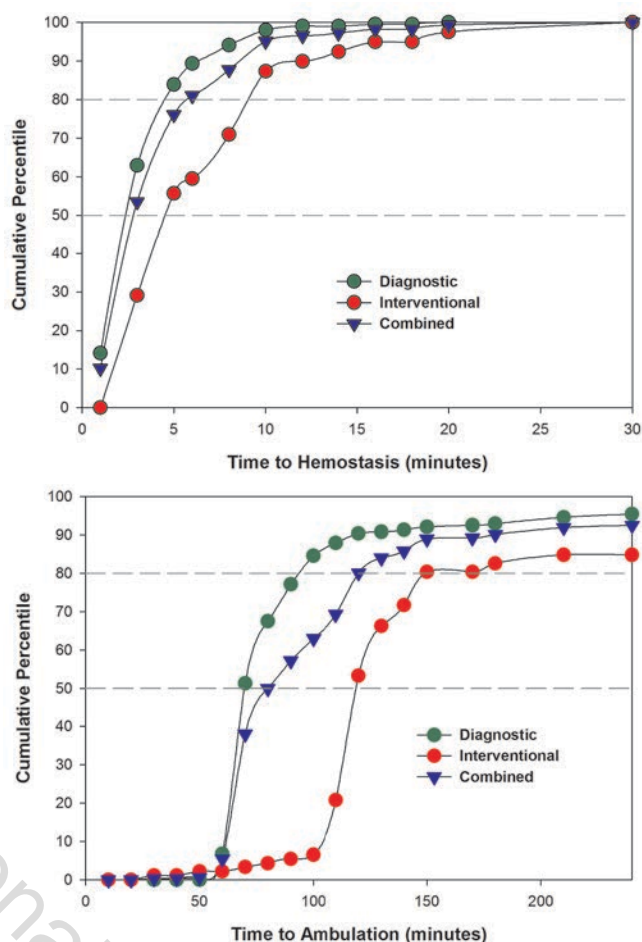 100
90
80
70
60
50
40
30
20
10
0
Cumulative Percentile
Diagnostic
Interventional
Combined
0 5 10 15 20 25 30
Time to Hemostasis (minutes)
100
90
80
70
60
50
40
30
20
10
0
Cumulative Percentile
Diagnostic
Interventional
Combined
0 50 100 150 200
Time to Ambulation (minutes)